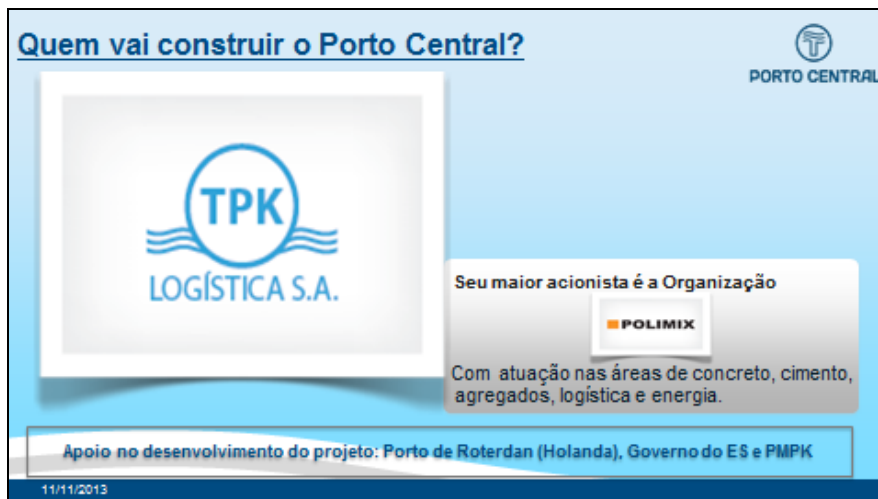 Quem vai construir o Porto Central?
PORTO CENTRAL
TPK
LOGÍSTICA S.A.
Seu maior acionista é a Organização
POLIMIX
Com atuação nas áreas de concreto, cimento,
agregados, logística e energia.
Apoio no desenvolvimento do projeto: Porto de Roterdan (Holanda), Governo do ES e PMPK
11/11/2013